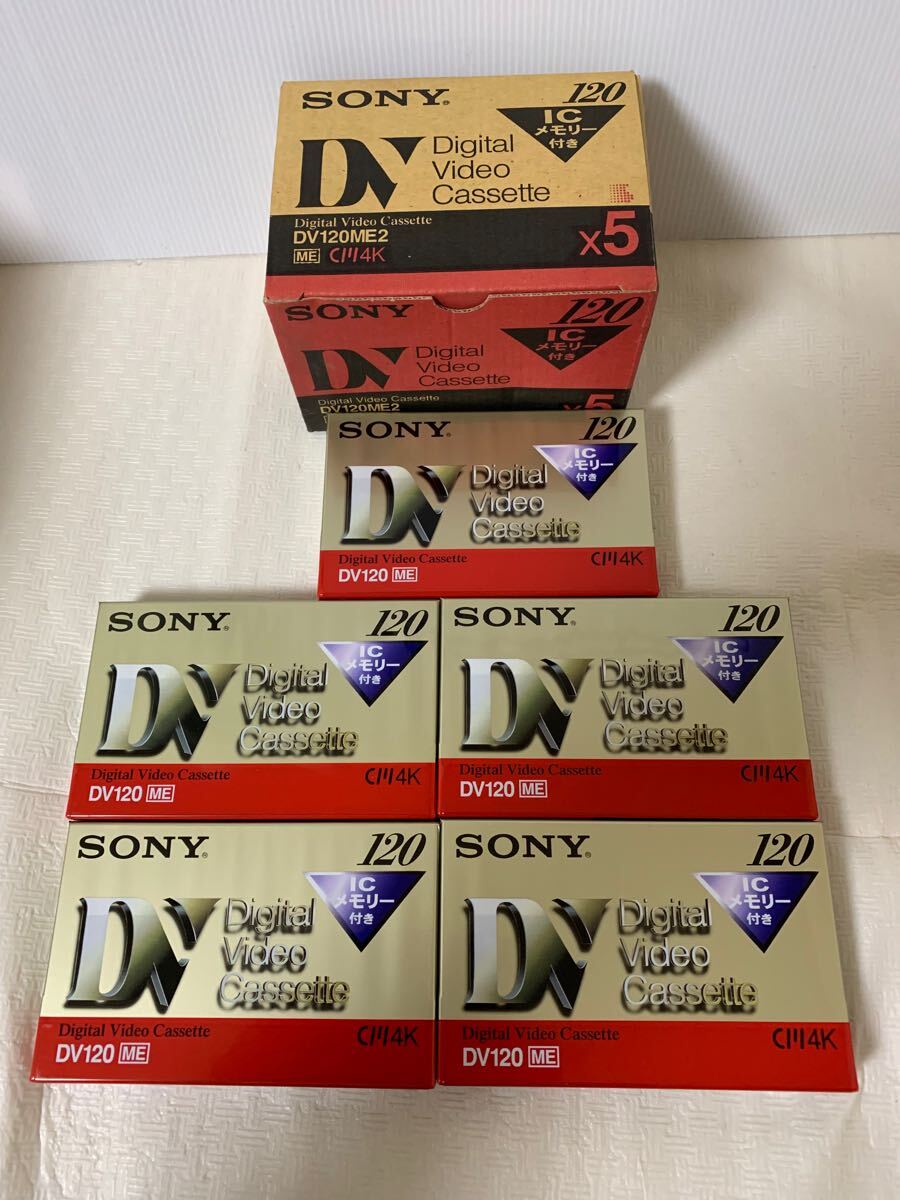 SONY®
120
IC
メモリー
付き
DV
Digital
Video
Cassette
Digital Video Cassette
DV120ME2
ME CM4K
x5
SONY
120
IC
メモリー
付き
DV
Digital
Video
Cassette
Digital Video Cassette
DV120ME2
x5
SONY®
120
IC
メモリー
付き
DV
Digital
Video
Cassette
Digital Video Cassette
DV120 ME
CM4K
SONY®
120
IC
メモリー
付き
DV
Digital
Video
Cassette
Digital Video Cassette
DV120 ME
CM4K
SONY®
120
IC
メモリー
付き
DV
Digital
Video
Cassette
Digital Video Cassette
DV120 ME
CM4K
SONY®
120
IC
メモリー
付き
DV
Digital
Video
Cassette
Digital Video Cassette
DV120 ME
CM4K
SONY®
120
IC
メモリー
付き
DV
Digital
Video
Cassette
Digital Video Cassette
DV120 ME
CM4K